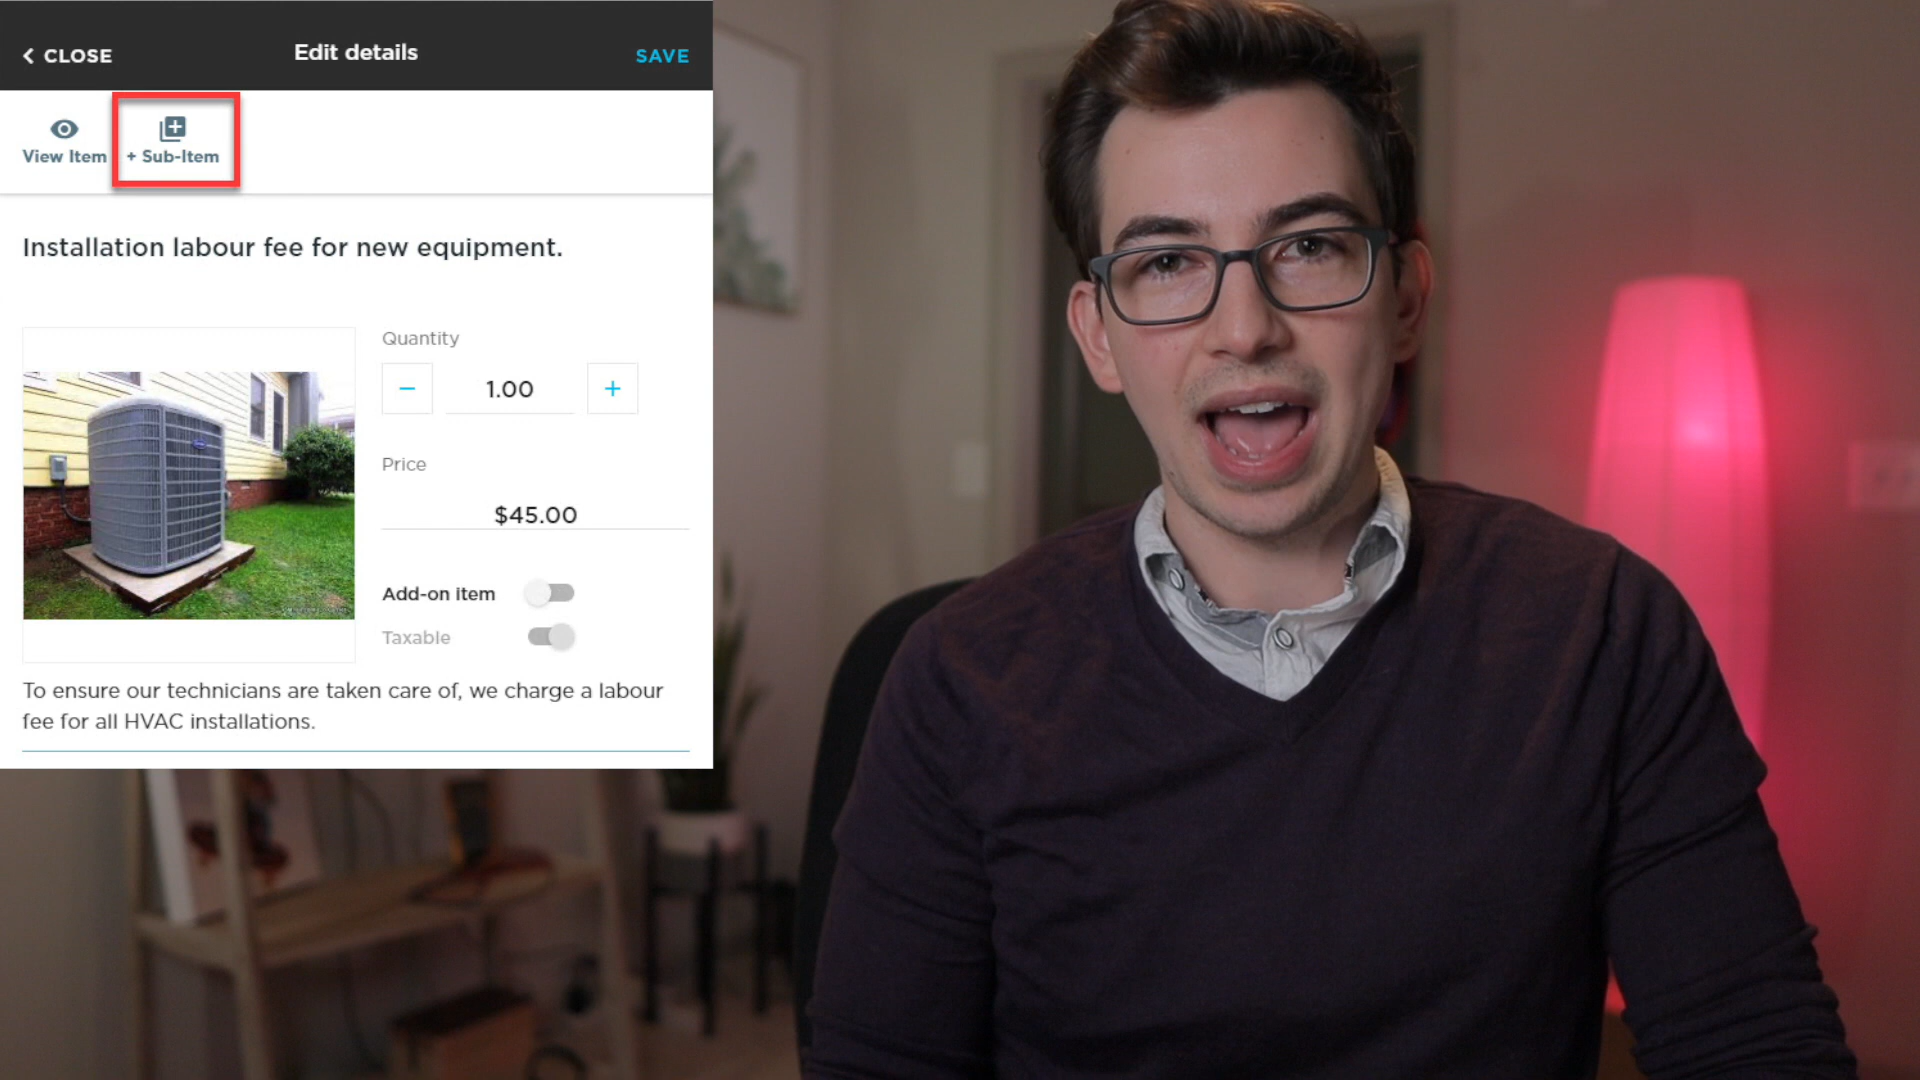 CLOSE
Edit details
SAVE
View Item
+ Sub-Item
Installation labour fee for new equipment.
Quantity
1.00
Price
$45.00
Add-on item
Taxable
To ensure our technicians are taken care of, we charge a labour
fee for all HVAC installations.